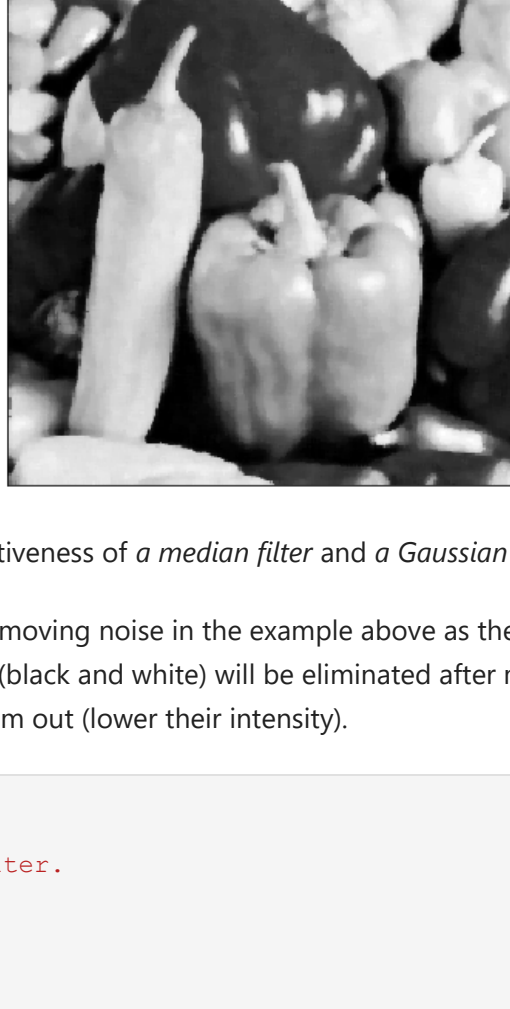 tiveness of a median filter and a Gaussian
moving noise in the example above as the
(black and white) will be eliminated after
m out (lower their intensity).
ter.